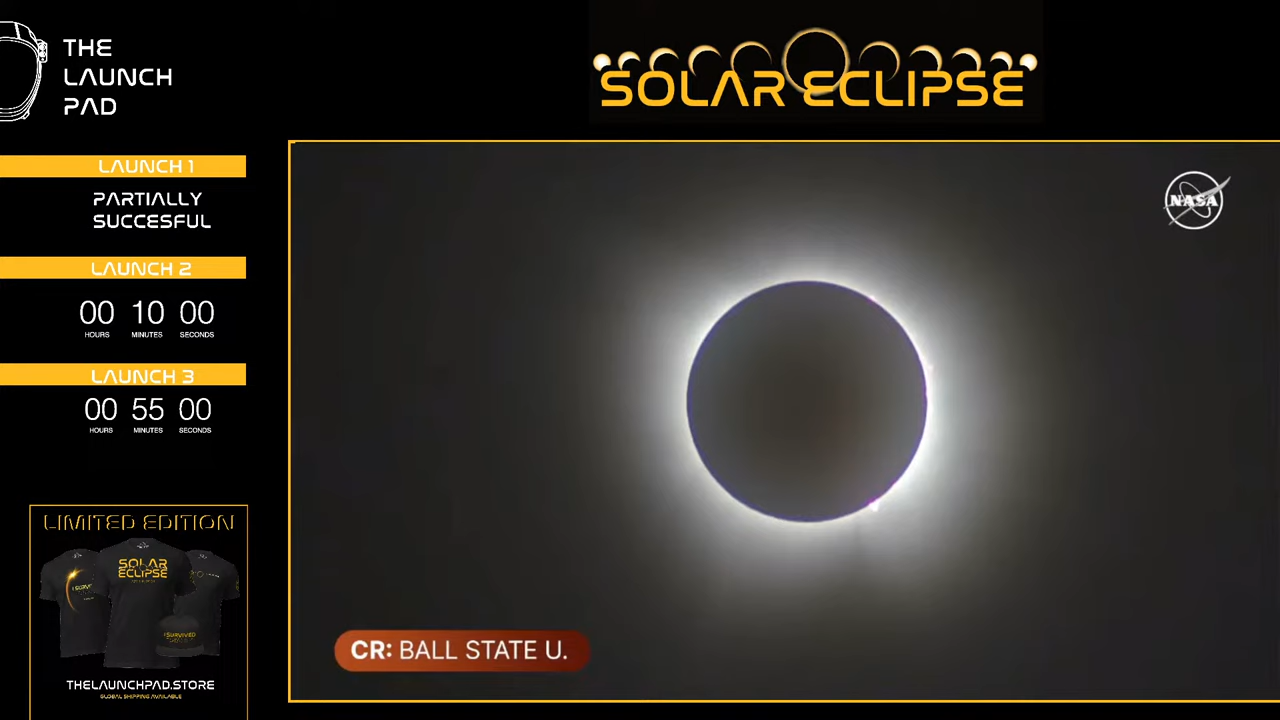 THE
LAUNCH
PAD
SOLAR ECLIPSE
LAUNCH 1
PARTIALLY
SUCCESFUL
LAUNCH 2
00 10 00
HOURS MINUTES SECONDS
LAUNCH 3
00 55 00
HOURS MINUTES SECONDS
LIMITED EDITION
SOLAR
ECLIPSE
THELAUNCHPAD.STORE
GLOBAL SHIPPING AVAILABLE
NASA
CR: BALL STATE U.